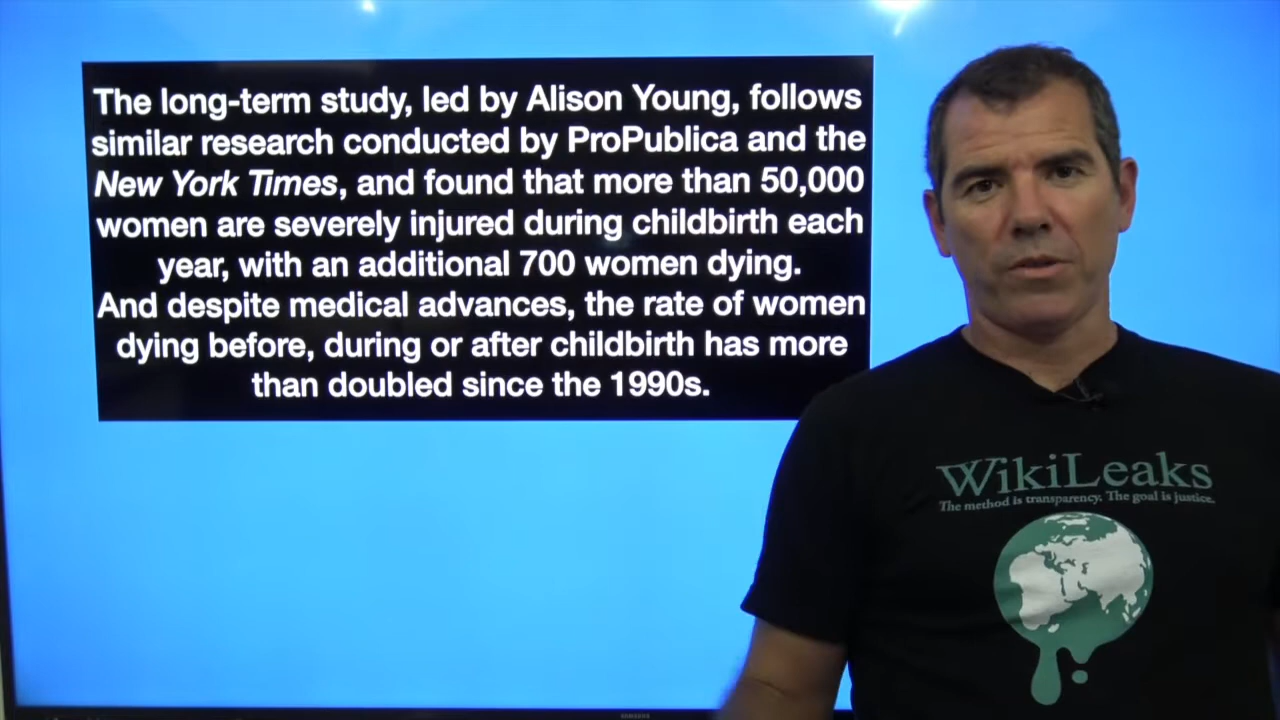 The long-term study, led by Alison Young, follows
similar research conducted by ProPublica and the
New York Times, and found that more than 50,000
women are severely injured during childbirth each
year, with an additional 700 women dying.
And despite medical advances, the rate of women
dying before, during or after childbirth has more
than doubled since the 1990s.
WikiLeaks
The method is transparency. The goal is justice.
SAMSUNG